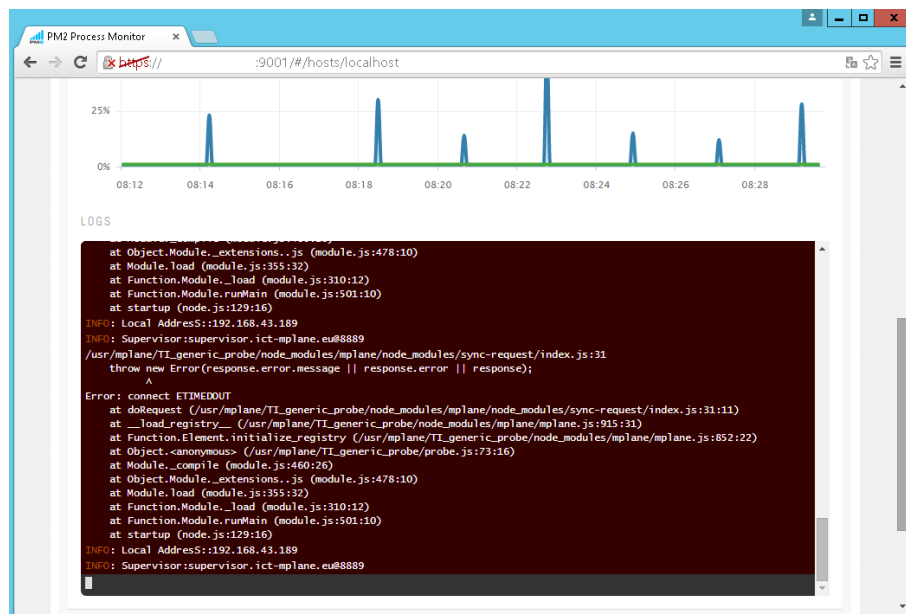 PM2 Process Monitor
https:// :9001/#/hosts/localhost
25%
0%
08:12 08:14 08:16 08:18 08:20 08:22 08:24 08:26 08:28
LOGS
at Object.Module._extensions..js (module.js:478:10)
at Module.load (module.js:355:32)
at Function.Module._load (module.js:310:12)
at Function.Module.runMain (module.js:501:10)
at startup (node.js:129:16)
INFO: Local AddresS::192.168.43.189
INFO: Supervisor:supervisor.ict-mplane.eu@8889
/usr/mplane/TI_generic_probe/node_modules/mplane/node_modules/sync-request/index.js:31
throw new Error(response.error.message || response.error || response);
^
Error: connect ETIMEDOUT
at doRequest (/usr/mplane/TI_generic_probe/node_modules/mplane/node_modules/sync-request/index.js:31:11)
at __load_registry__ (/usr/mplane/TI_generic_probe/node_modules/mplane/mplane.js:915:31)
at Function.Element.initialize_registry (/usr/mplane/TI_generic_probe/node_modules/mplane/mplane.js:852:22)
at Object.<anonymous> (/usr/mplane/TI_generic_probe/probe.js:73:16)
at Module._compile (module.js:460:26)
at Object.Module._extensions..js (module.js:478:10)
at Module.load (module.js:355:32)
at Function.Module._load (module.js:310:12)
at Function.Module.runMain (module.js:501:10)
at startup (node.js:129:16)
INFO: Local AddresS::192.168.43.189
INFO: Supervisor:supervisor.ict-mplane.eu@8889